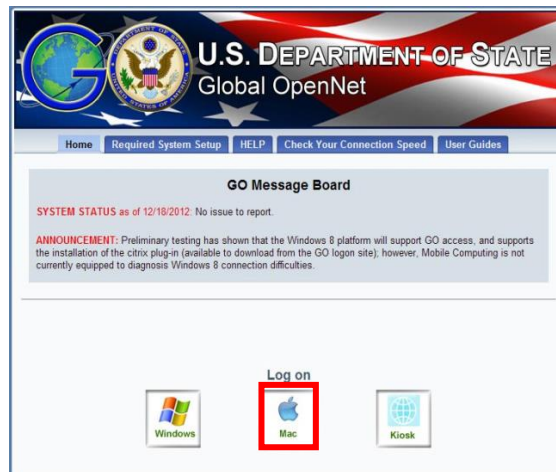 U.S. DEPARTMENT OF STATE
Global OpenNet
Home Required System Setup HELP Check Your Connection Speed User Guides
GO Message Board
SYSTEM STATUS as of 12/18/2012: No issue to report.
ANNOUNCEMENT: Preliminary testing has shown that the Windows 8 platform will support GO access, and supports
the installation of the citrix plug-in (available to download from the GO logon site); however, Mobile Computing is not
currently equipped to diagnosis Windows 8 connection difficulties.
Log on
Windows Mac Kiosk